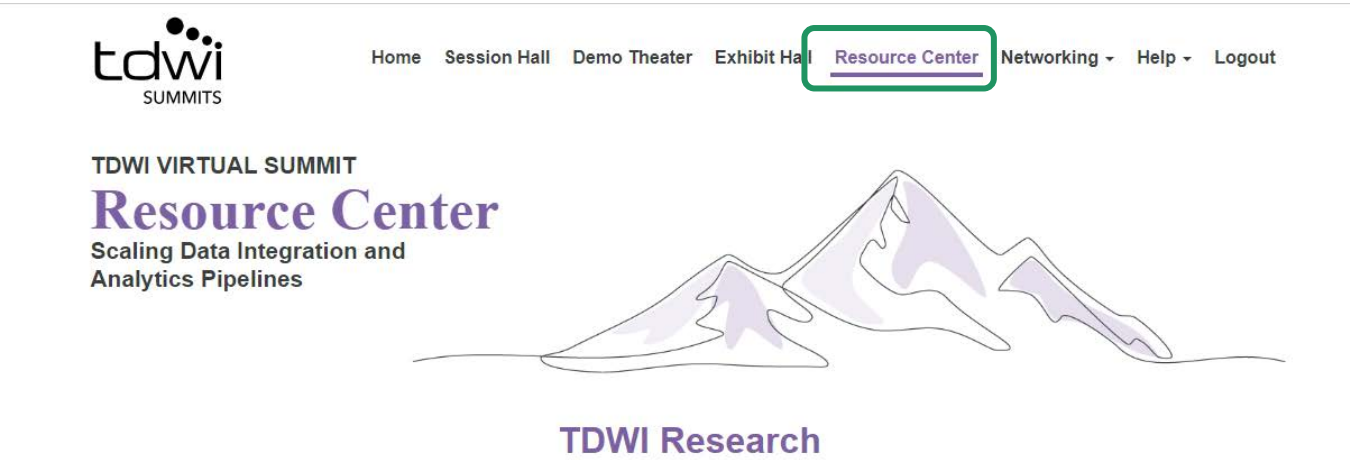 tdwi
SUMMITS
Home Session Hall Demo Theater Exhibit Hall Resource Center Networking Help Logout
TDWI VIRTUAL SUMMIT
Resource Center
Scaling Data Integration and
Analytics Pipelines
TDWI Research